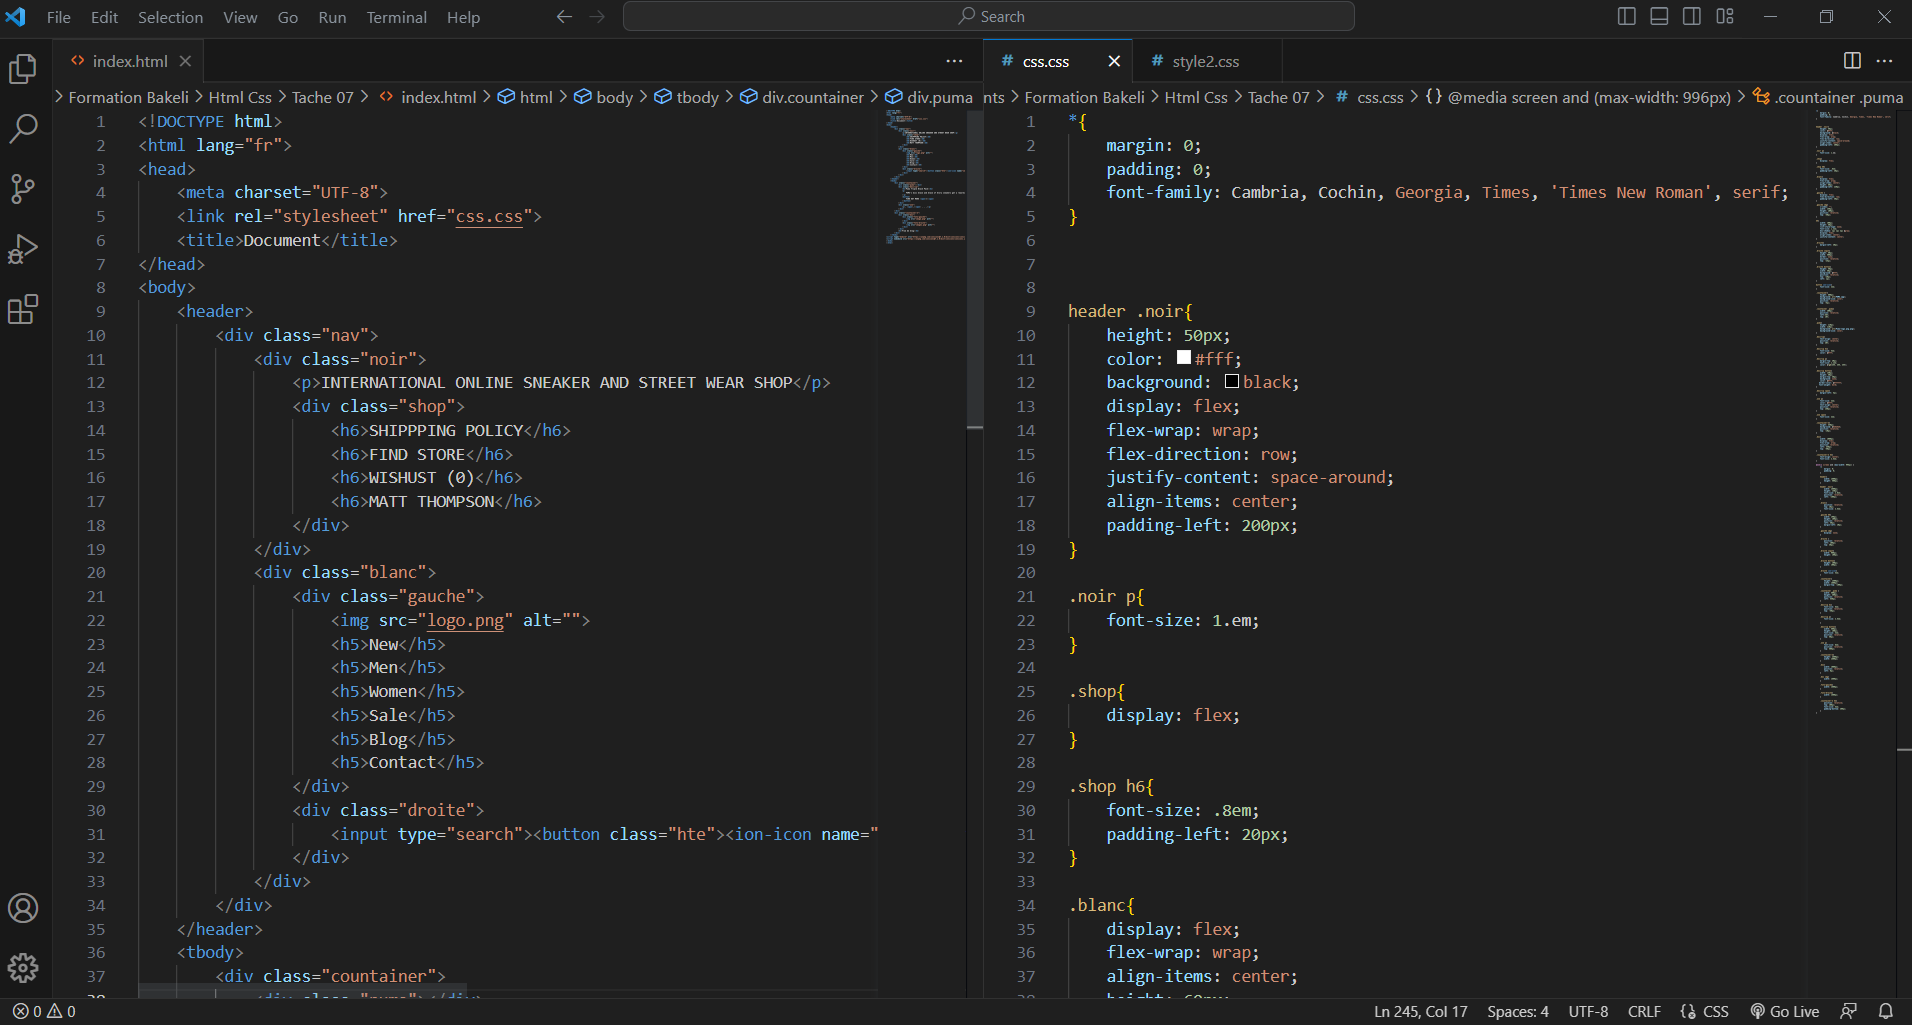 File Edit Selection View Go Run Terminal Help
Search
index.html
css.css
style2.css
Formation Bakeli > Html Css > Tache 07 > index.html > html > body > tbody > div.countainer > div.puma
nts > Formation Bakeli > Html Css > Tache 07 > # css.css > {} @media screen and (max-width: 996px) > .countainer .puma
1 <!DOCTYPE html>
2 <html lang="fr">
3 <head>
4 <meta charset="UTF-8">
5 <link rel="stylesheet" href="css.css">
6 <title>Document</title>
7 </head>
8 <body>
9 <header>
10 <div class="nav">
11 <div class="noir">
12 <p>INTERNATIONAL ONLINE SNEAKER AND STREET WEAR SHOP</p>
13 <div class="shop">
14 <h6>SHIPPPING POLICY</h6>
15 <h6>FIND STORE</h6>
16 <h6>WISHUST (0)</h6>
17 <h6>MATT THOMPSON</h6>
18 </div>
19 </div>
20 <div class="blanc">
21 <div class="gauche">
22 <img src="logo.png" alt="">
23 <h5>New</h5>
24 <h5>Men</h5>
25 <h5>Women</h5>
26 <h5>Sale</h5>
27 <h5>Blog</h5>
28 <h5>Contact</h5>
29 </div>
30 <div class="droite">
31 <input type="search"><button class="hte"><ion-icon name="
32 </div>
33 </div>
34 </div>
35 </header>
36 <tbody>
37 <div class="countainer">
1 *{
2 margin: 0;
3 padding: 0;
4 font-family: Cambria, Cochin, Georgia, Times, 'Times New Roman', serif;
5 }
6
7
8
9 header .noir{
10 height: 50px;
11 color: #fff;
12 background: black;
13 display: flex;
14 flex-wrap: wrap;
15 flex-direction: row;
16 justify-content: space-around;
17 align-items: center;
18 padding-left: 200px;
19 }
20
21 .noir p{
22 font-size: 1.em;
23 }
24
25 .shop{
26 display: flex;
27 }
28
29 .shop h6{
30 font-size: .8em;
31 padding-left: 20px;
32 }
33
34 .blanc{
35 display: flex;
36 flex-wrap: wrap;
37 align-items: center;
0 0
Ln 245, Col 17 Spaces: 4 UTF-8 CRLF {} CSS Go Live